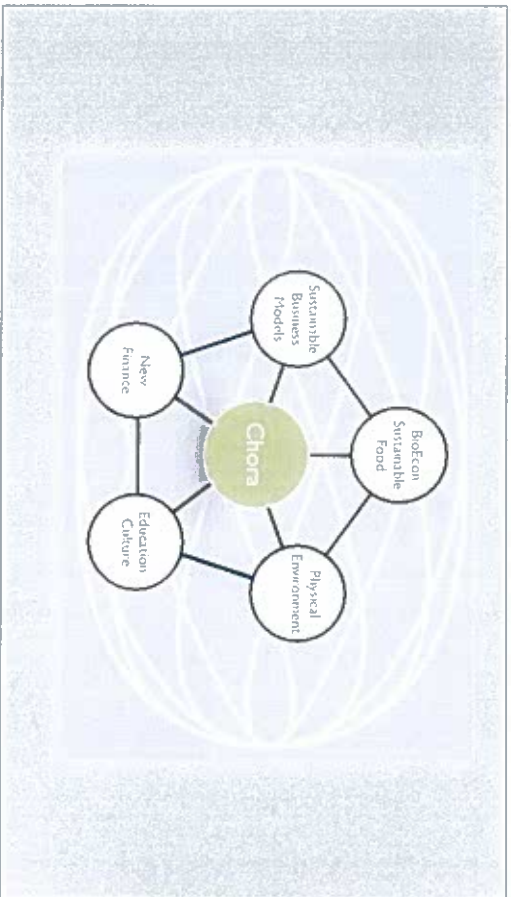 BioEcon
Sustainable
Food
Sustainable
Business
Models
Physical
Environment
Chora
New
Finance
Education
Culture